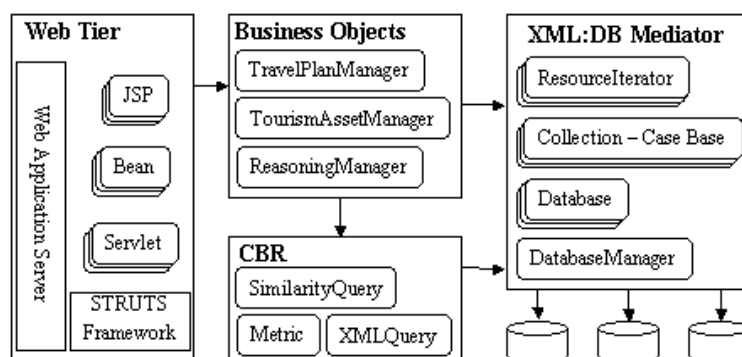 Web Tier
Web Application Server
JSP
Bean
Servlet
STRUTS
Framework
Business Objects
TravelPlanManager
TourismAssetManager
ReasoningManager
CBR
SimilarityQuery
Metric
XMLQuery
XML:DB Mediator
ResourceIterator
Collection – Case Base
Database
DatabaseManager